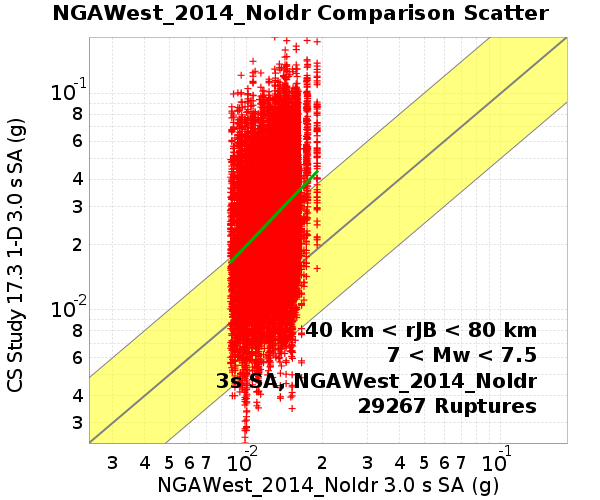 NGAWest_2014_NoIdr Comparison Scatter
CS Study 17.3 1-D 3.0 s SA (g)
10-1
8
6
4
3
2
10-2
8
6
4
3
40 km < rJB < 80 km
7 < Mw < 7.5
3s SA, NGAWest_2014_NoIdr
29267 Ruptures
3 4 5 6 7 10-2 2 3 4 5 6 7 10-1
NGAWest_2014_NoIdr 3.0 s SA (g)